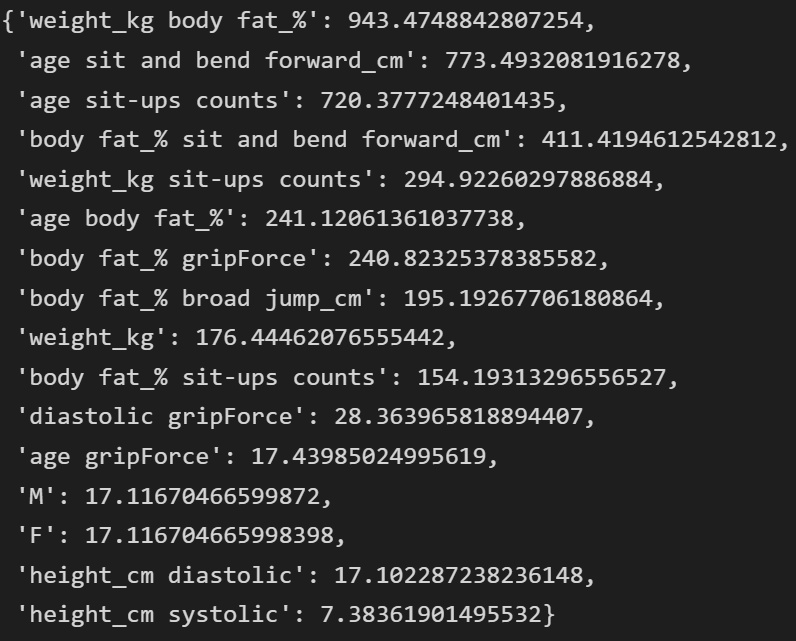 {'weight_kg body fat_%': 943.4748842807254,
'age sit and bend forward_cm': 773.4932081916278,
'age sit-ups counts': 720.3777248401435,
'body fat_% sit and bend forward_cm': 411.4194612542812,
'weight_kg sit-ups counts': 294.92260297886884,
'age body fat_%': 241.12061361037738,
'body fat_% gripForce': 240.82325378385582,
'body fat_% broad jump_cm': 195.19267706180864,
'weight_kg': 176.44462076555442,
'body fat_% sit-ups counts': 154.19313296556527,
'diastolic gripForce': 28.363965818894407,
'age gripForce': 17.43985024995619,
'M': 17.11670466599872,
'F': 17.116704665998398,
'height_cm diastolic': 17.102287238236148,
'height_cm systolic': 7.38361901495532}